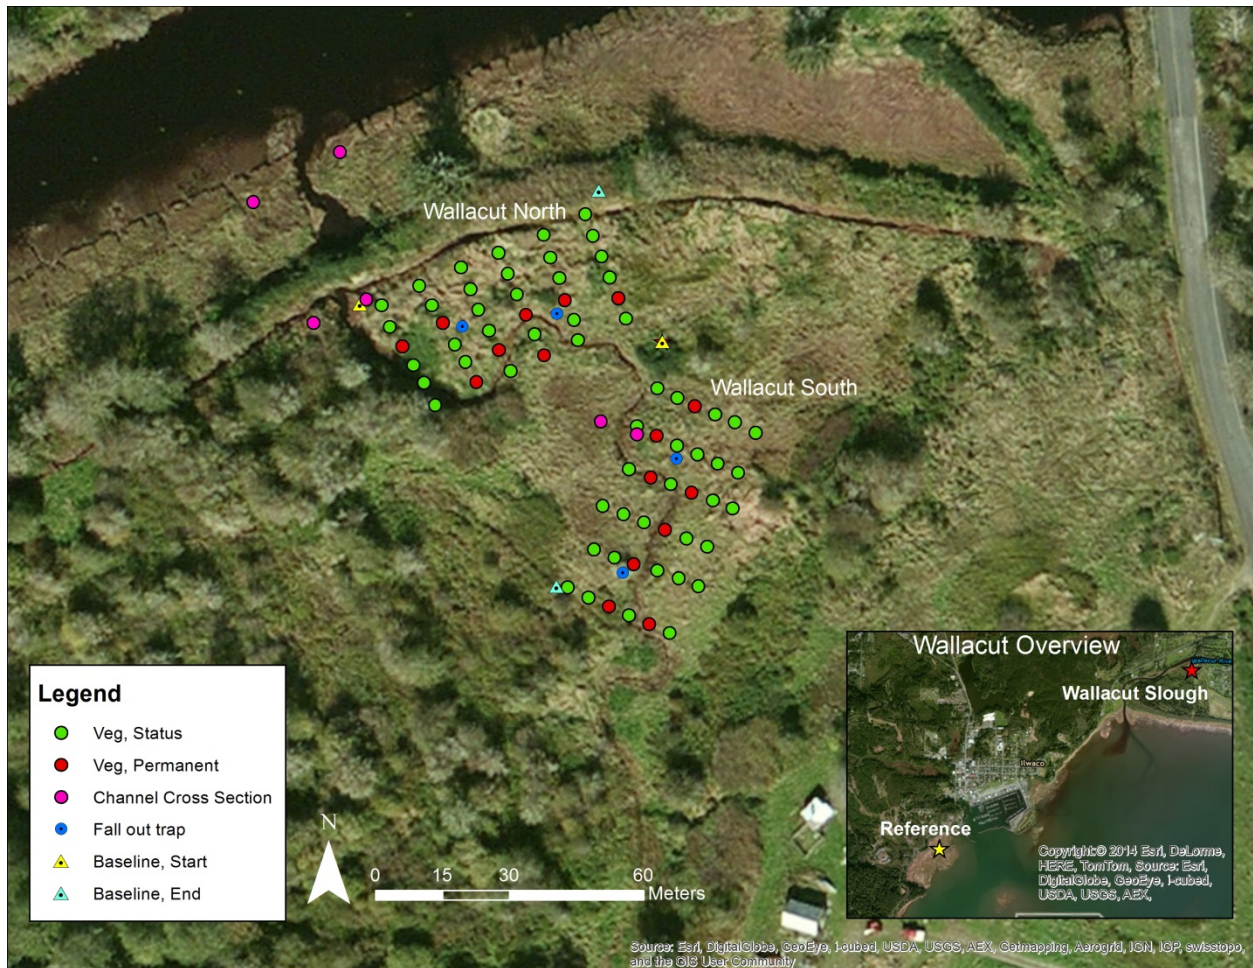 Wallacut North
Wallacut South
Legend
Veg, Status
Veg, Permanent
Channel Cross Section
Fall out trap
Baseline, Start
Baseline, End
N
0 15 30 60
Meters
Wallacut Overview
Wallacut Slough
Ilwaco
Reference
Copyright:© 2014 Esri, DeLorme,
HERE, TomTom, Source: Esri,
DigitalGlobe, GeoEye, i-cubed,
USDA, USGS, AEX,
Source: Esri, DigitalGlobe, GeoEye, i-cubed, USDA, USGS, AEX, Getmapping, Aerogrid, IGN, IGP, swisstopo,
and the GIS User Community